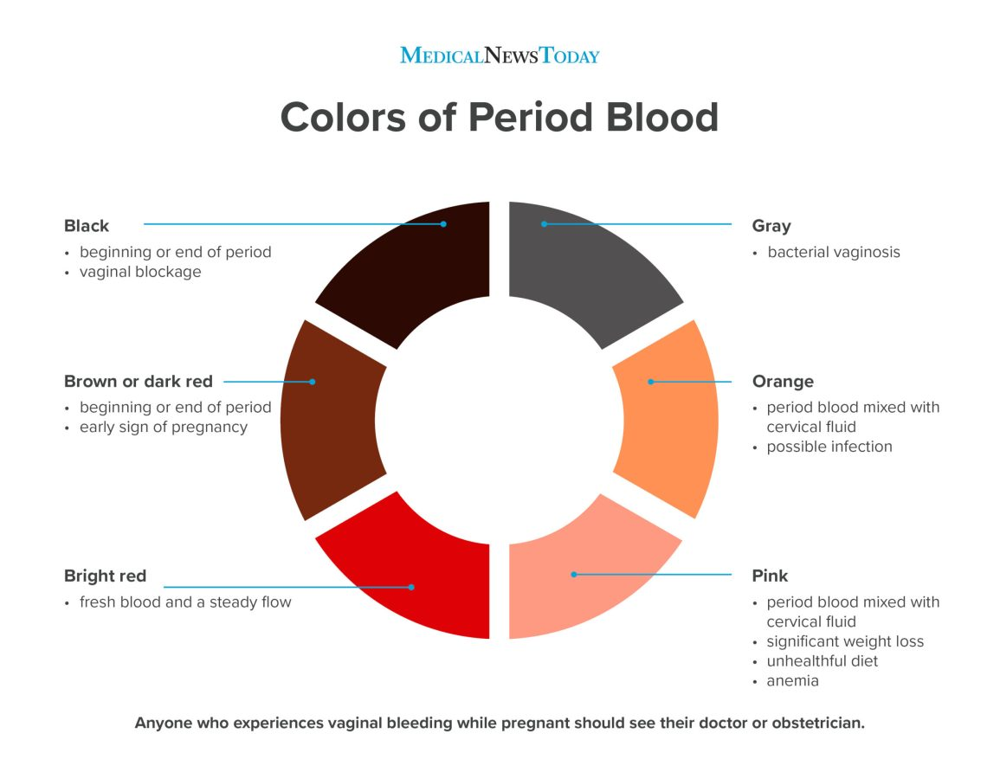 MEDICALNEWSTODAY
Colors of Period Blood
Black
• beginning or end of period
• vaginal blockage
Brown or dark red
• beginning or end of period
• early sign of pregnancy
Bright red
• fresh blood and a steady flow
Gray
• bacterial vaginosis
Orange
• period blood mixed with
cervical fluid
• possible infection
Pink
• period blood mixed with
cervical fluid
• significant weight loss
• unhealthful diet
• anemia
Anyone who experiences vaginal bleeding while pregnant should see their doctor or obstetrician.